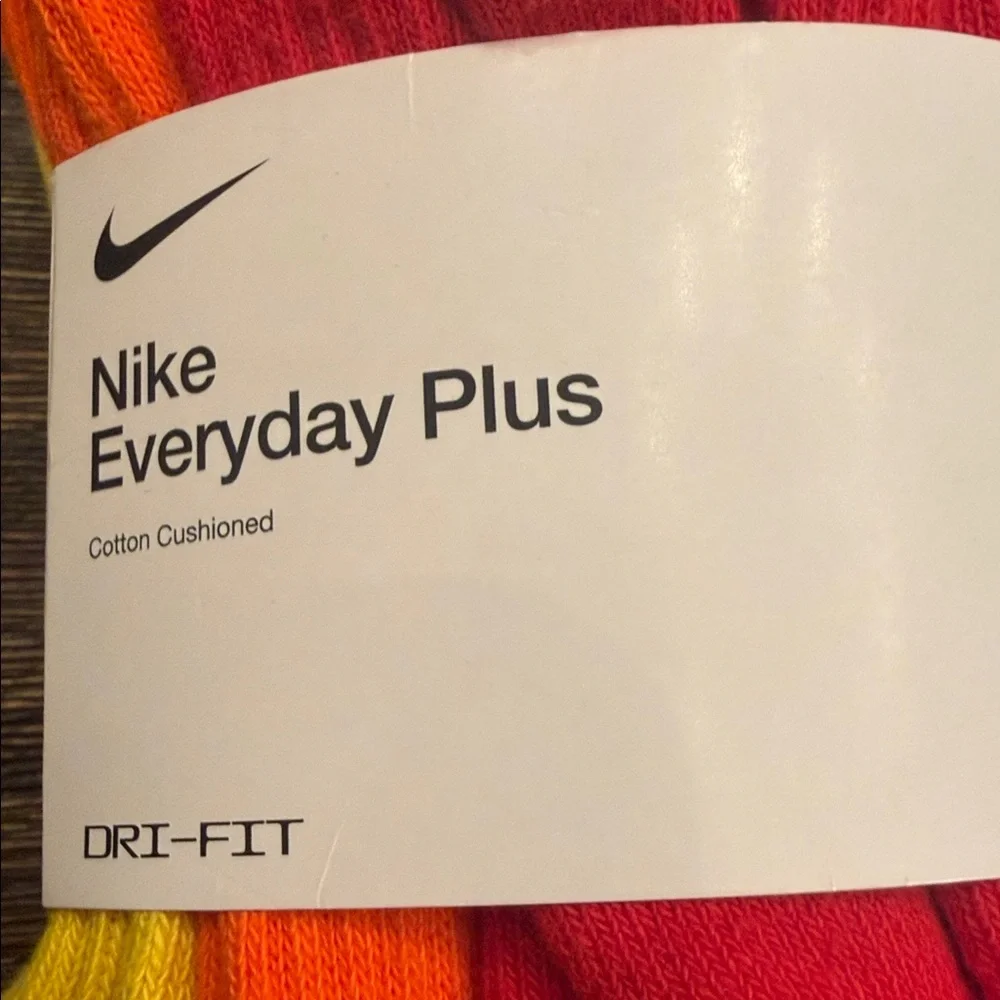 Nike
Everyday Plus
Cotton Cushioned
DRI-FIT